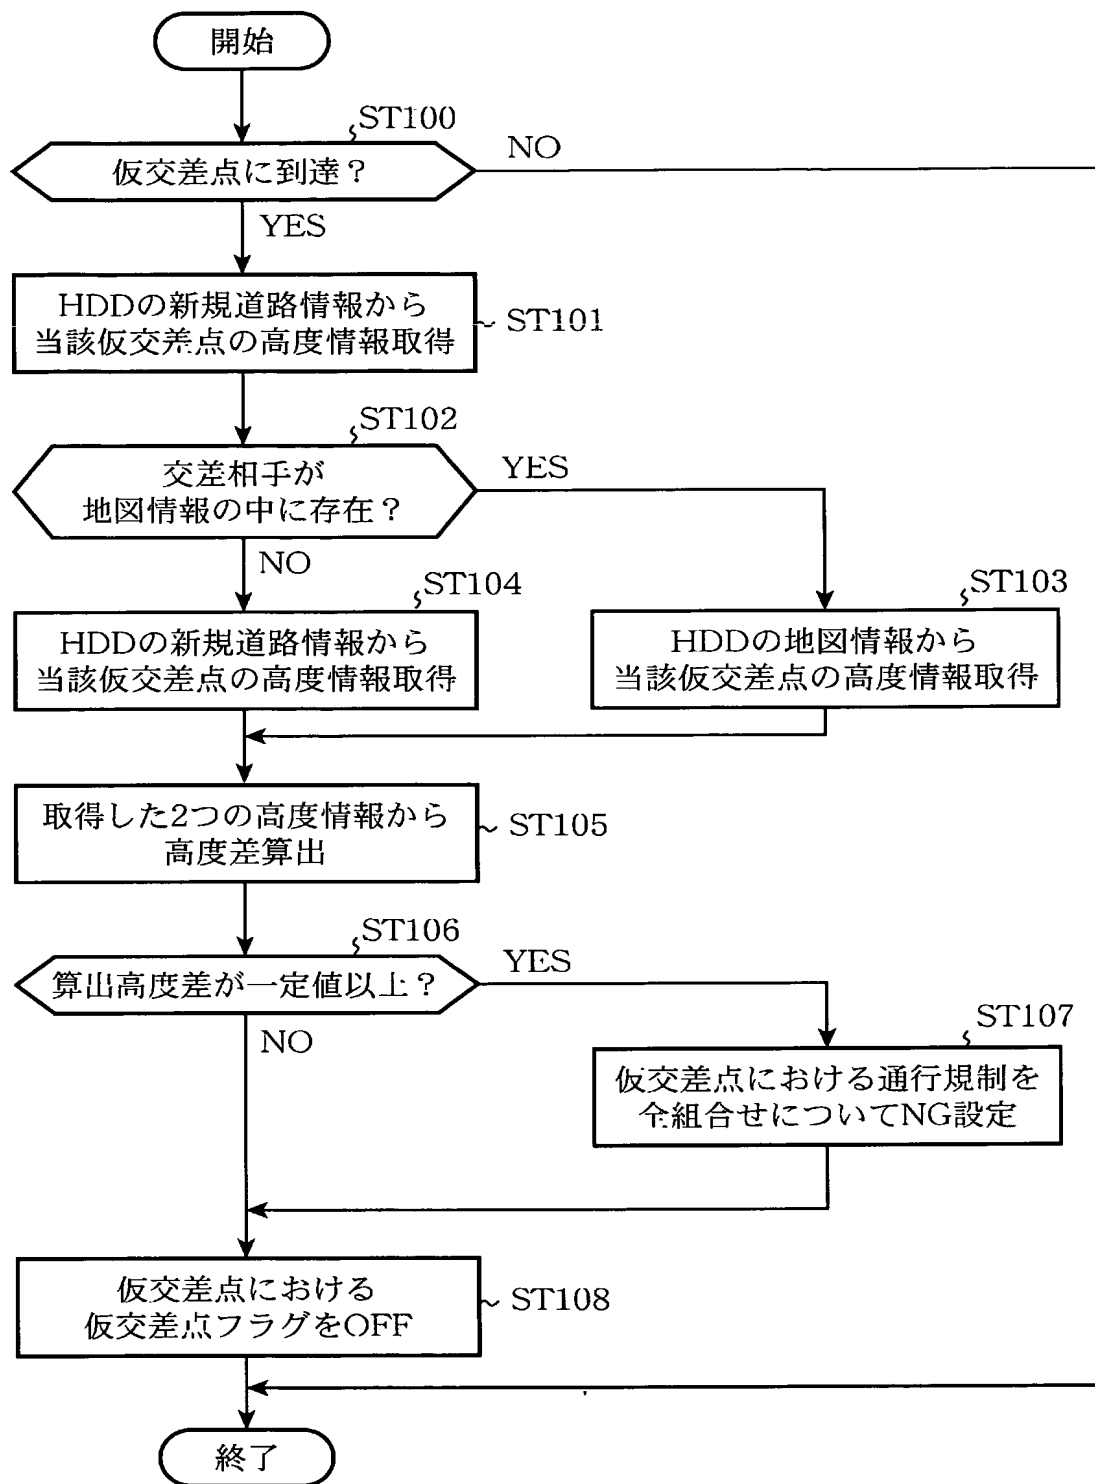 開始
ST100
仮交差点に到達？
NO
YES
HDDの新規道路情報から
当該仮交差点の高度情報取得
ST101
ST102
交差相手が
地図情報の中に存在？
YES
NO
ST104
HDDの新規道路情報から
当該仮交差点の高度情報取得
ST103
HDDの地図情報から
当該仮交差点の高度情報取得
取得した2つの高度情報から
高度差算出
ST105
ST106
算出高度差が一定値以上？
YES
NO
ST107
仮交差点における通行規制を
全組合せについてNG設定
仮交差点における
仮交差点フラグをOFF
ST108
終了